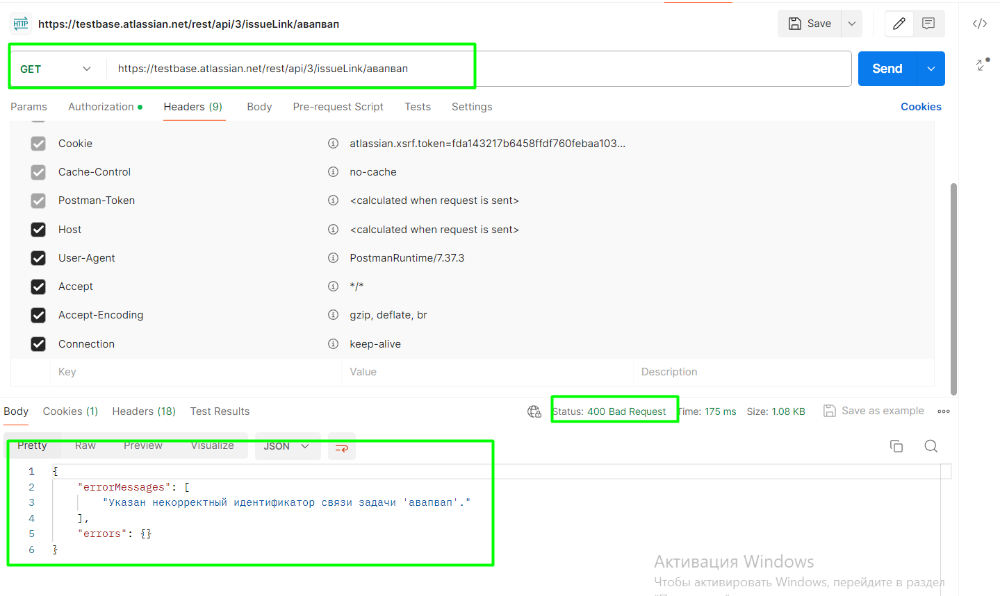 HTTP https://testbase.atlassian.net/rest/api/3/issueLink/авапвап Save
GET https://testbase.atlassian.net/rest/api/3/issueLink/авапвап Send
Params Authorization Headers (9) Body Pre-request Script Tests Settings Cookies
Cookie atlassian.xsrf.token=fda143217b6458ffdf760febaa103...
Cache-Control no-cache
Postman-Token <calculated when request is sent>
Host <calculated when request is sent>
User-Agent PostmanRuntime/7.37.3
Accept */*
Accept-Encoding gzip, deflate, br
Connection keep-alive
Key Value Description
Body Cookies (1) Headers (18) Test Results Status: 400 Bad Request Time: 175 ms Size: 1.08 KB Save as example
Pretty Raw Preview Visualize JSON
1 {
2 "errorMessages": [
3 "Указан некорректный идентификатор связи задачи 'авапвап'."
4 ],
5 "errors": {}
6 }
Активация Windows
Чтобы активировать Windows, перейдите в раздел